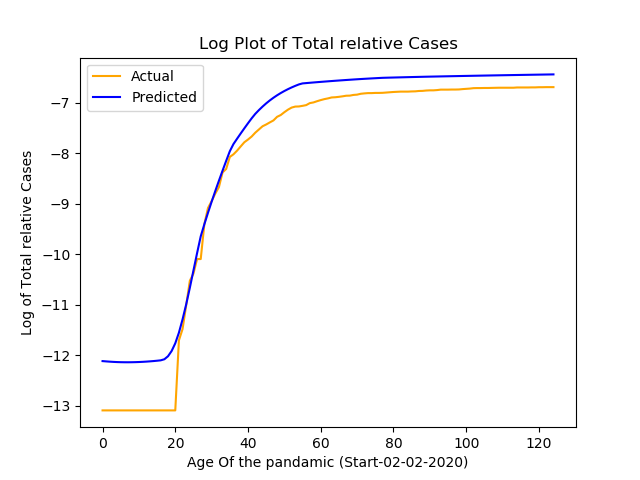 Log Plot of Total relative Cases
Actual
Predicted
Log of Total relative Cases
−7
−8
−9
−10
−11
−12
−13
0 20 40 60 80 100 120
Age Of the pandamic (Start-02-02-2020)